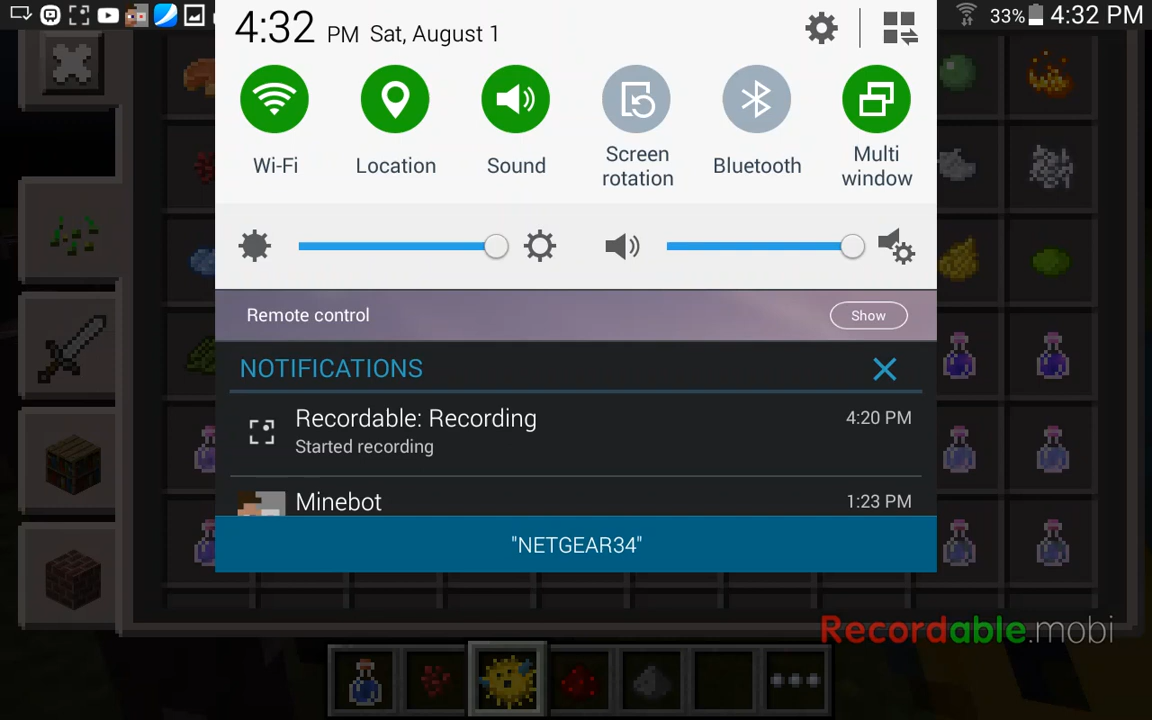 33% 4:32 PM
4:32 PM Sat, August 1
Wi-Fi
Location
Sound
Screen
rotation
Bluetooth
Multi
window
Remote control
Show
NOTIFICATIONS
Recordable: Recording
4:20 PM
Started recording
Minebot
1:23 PM
"NETGEAR34"
Recordable.mobi